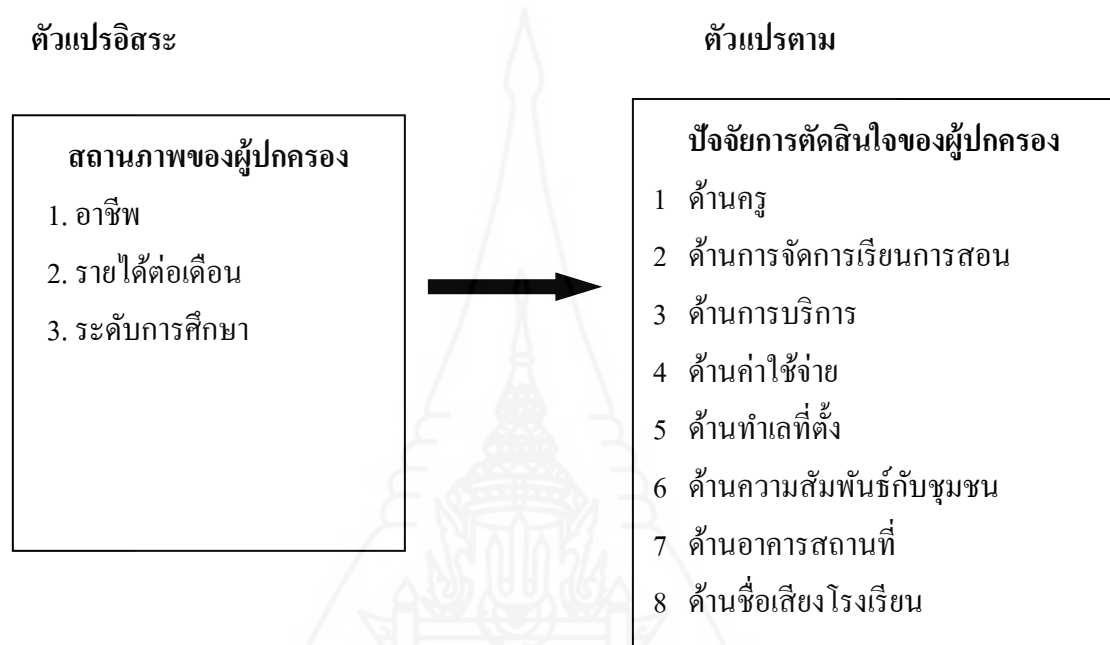 ตัวแปรอิสระ
ตัวแปรตาม
สถานภาพของผู้ปกครอง
1. อาชีพ
2. รายได้ต่อเดือน
3. ระดับการศึกษา
ปัจจัยการตัดสินใจของผู้ปกครอง
1 ด้านครู
2 ด้านการจัดการเรียนการสอน
3 ด้านการบริการ
4 ด้านค่าใช้จ่าย
5 ด้านทำเลที่ตั้ง
6 ด้านความสัมพันธ์กับชุมชน
7 ด้านอาคารสถานที่
8 ด้านชื่อเสียงโรงเรียน